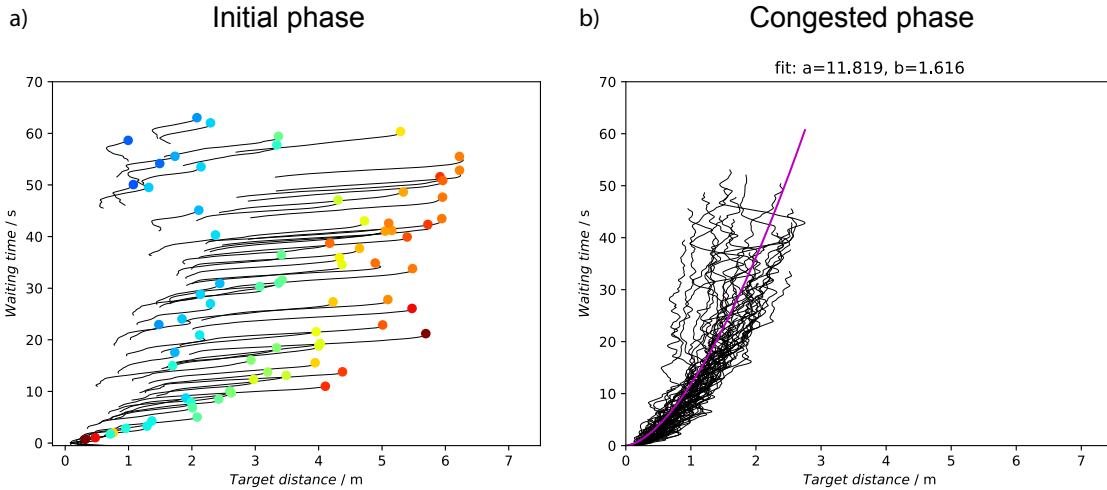 a)
Initial phase
70
60
50
40
30
20
10
0
Waiting time / s
0 1 2 3 4 5 6 7
Target distance / m
b)
Congested phase
fit: a=11.819, b=1.616
70
60
50
40
30
20
10
0
Waiting time / s
0 1 2 3 4 5 6 7
Target distance / m